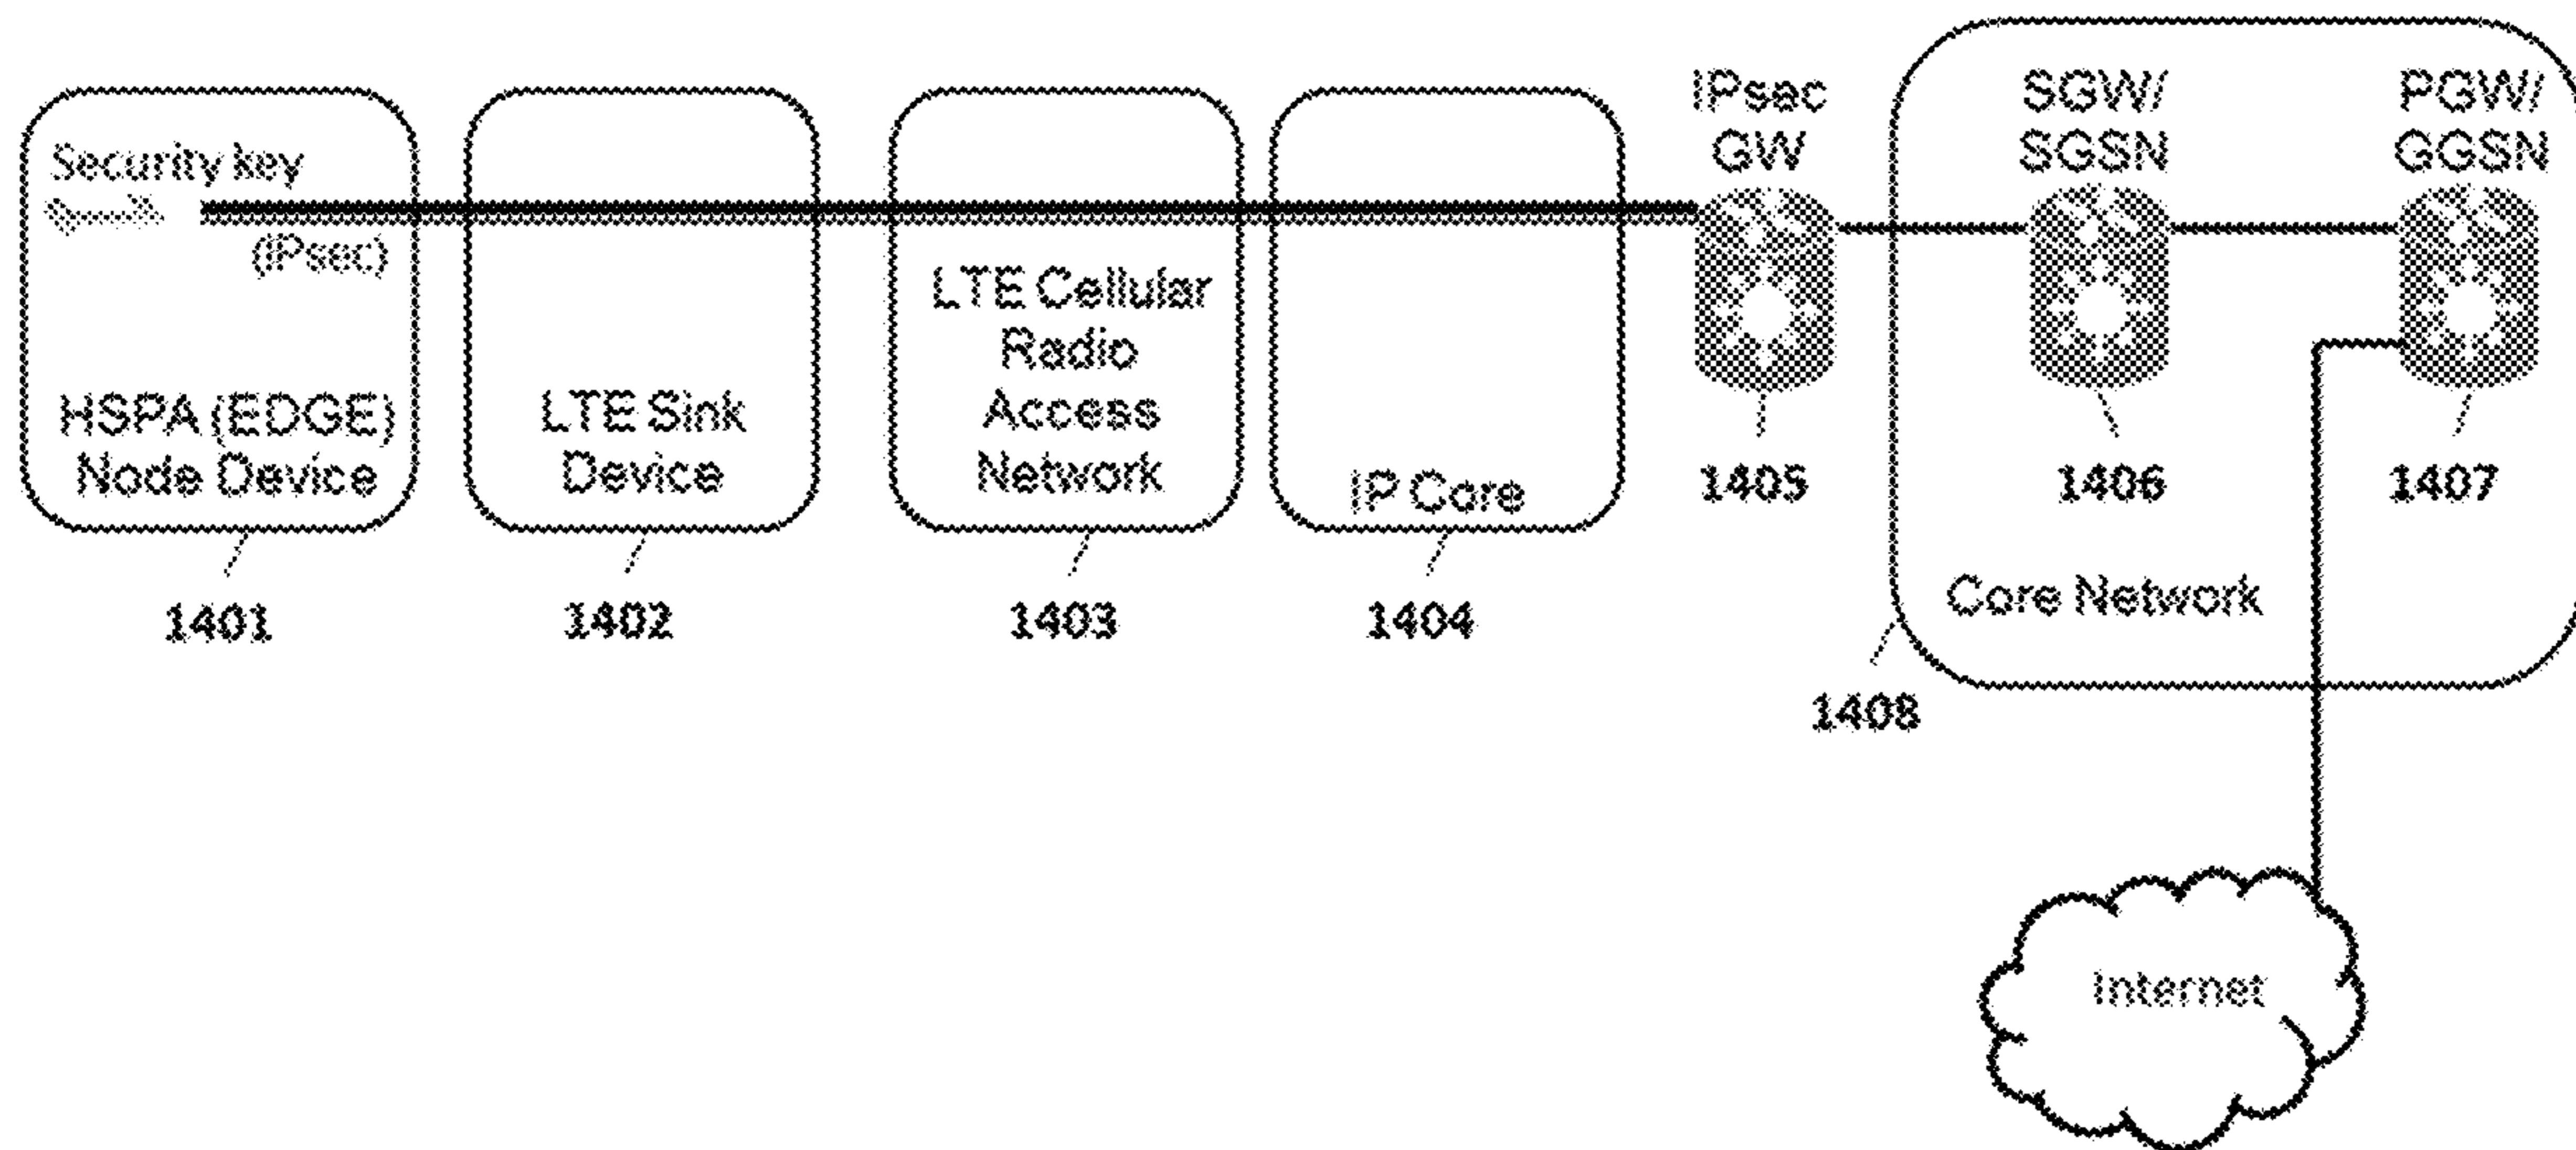 Security key
(IPsec)
HSPA (EDGE)
Node Device
1401
LTE Sink
Device
1402
LTE Cellular
Radio
Access
Network
1403
IP Core
1404
IPsec
GW
1405
SGW/
SGSN
1406
PGW/
GGSN
1407
Core Network
1408
Internet